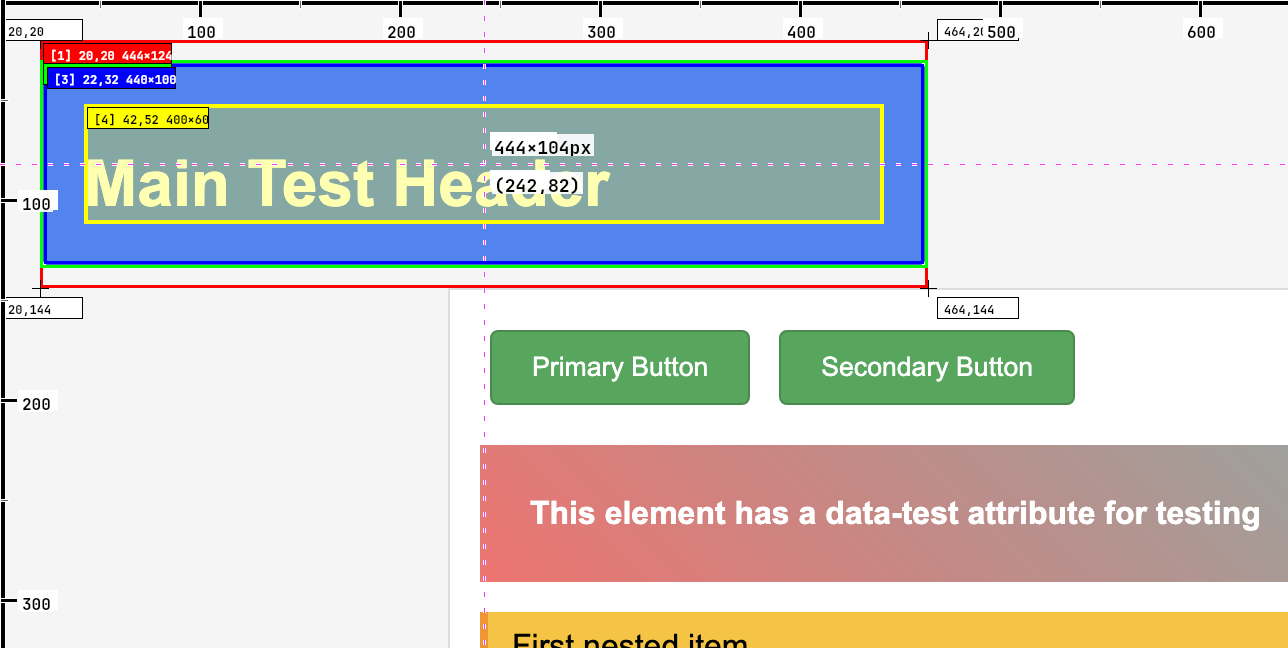 20,20
100
200
300
400
464,20
500
600
[1] 20,20 444×124
[3] 22,32 440×100
[4] 42,52 400×60
444×104px
Main Test Header
(242,82)
100
20,144
464,144
Primary Button
Secondary Button
200
This element has a data-test attribute for testing
300
First nested item